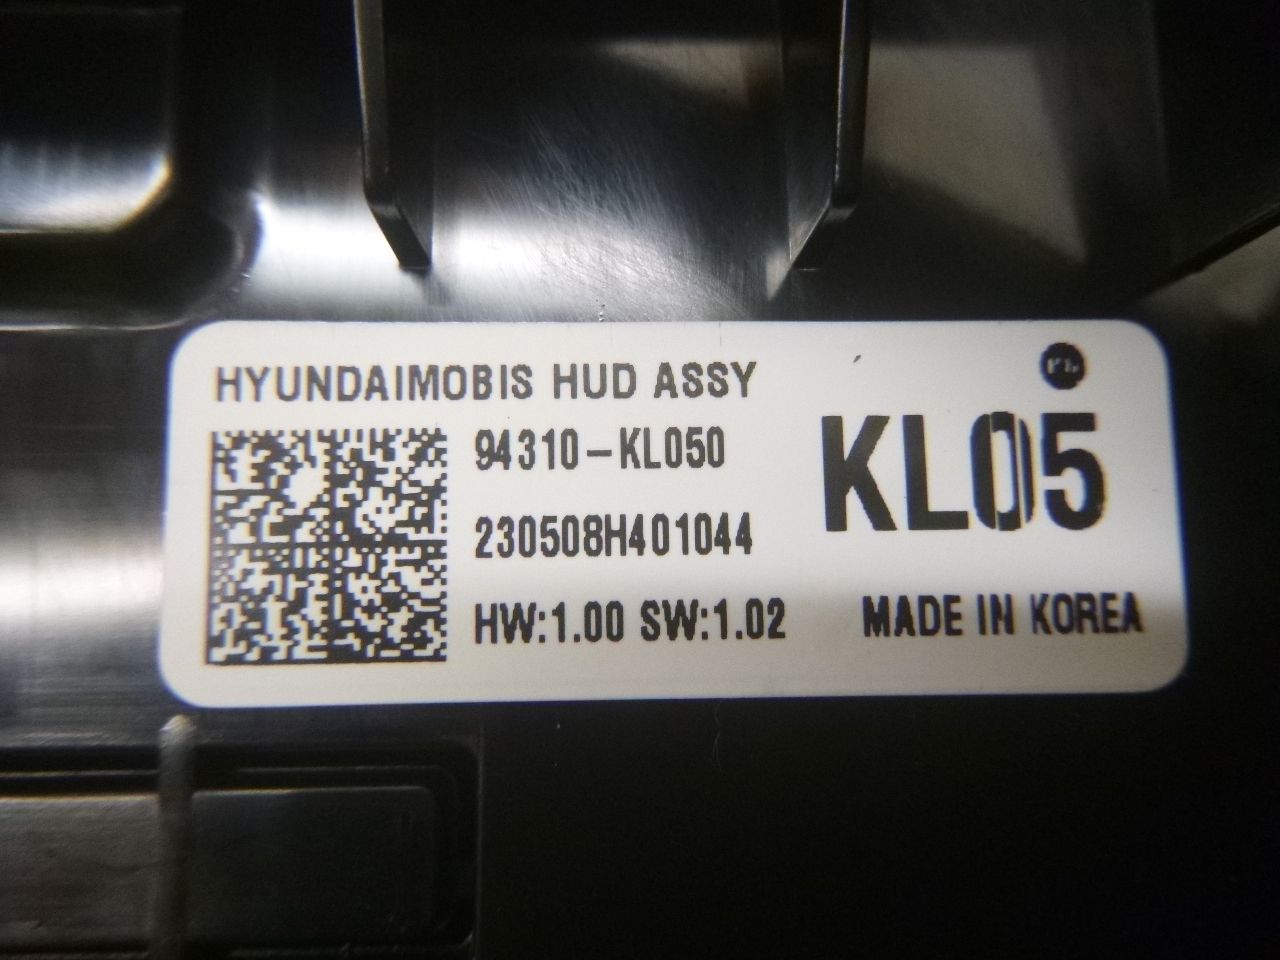 HYUNDAIMOBIS HUD ASSY
94310-KL050
KL05
230508H401044
HW:1.00 SW:1.02
MADE IN KOREA